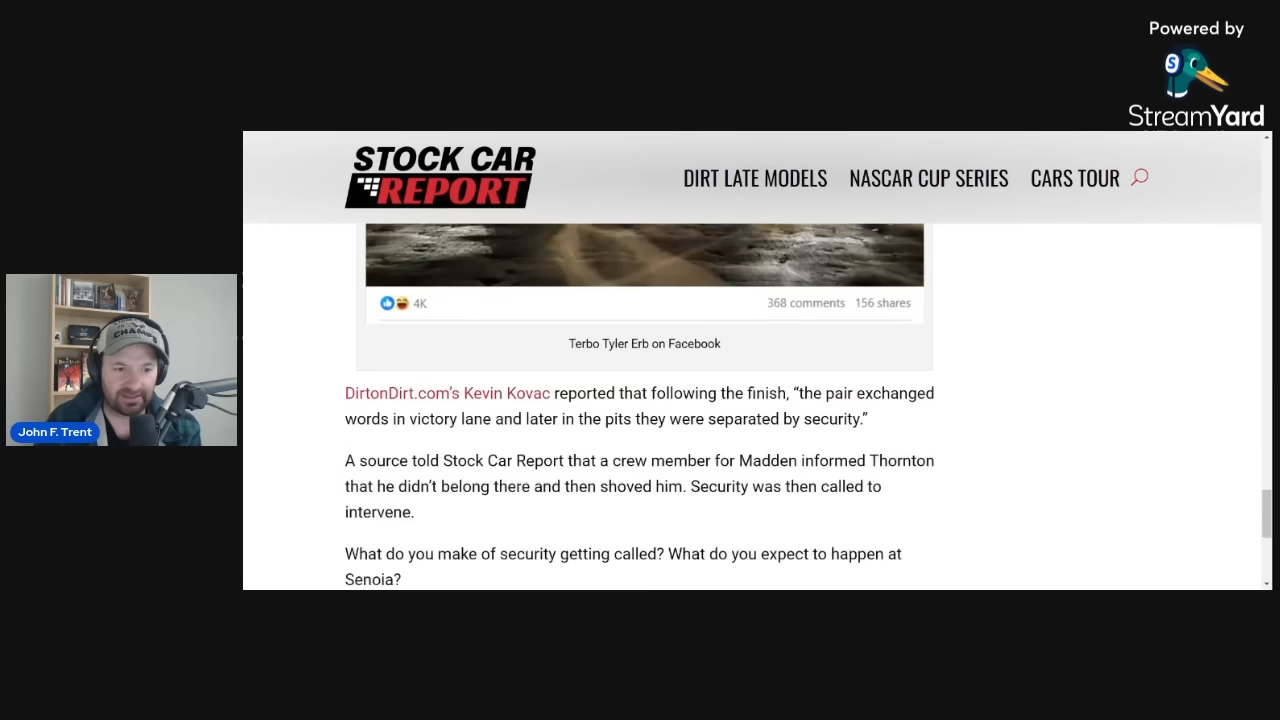 Powered by
StreamYard
STOCK CAR
REPORT
DIRT LATE MODELS NASCAR CUP SERIES CARS TOUR
4K 368 comments 156 shares
Terbo Tyler Erb on Facebook
DirtonDirt.com’s Kevin Kovac reported that following the finish, “the pair exchanged
words in victory lane and later in the pits they were separated by security.”
A source told Stock Car Report that a crew member for Madden informed Thornton
that he didn’t belong there and then shoved him. Security was then called to
intervene.
What do you make of security getting called? What do you expect to happen at
Senoia?
CHAMPS
John F. Trent